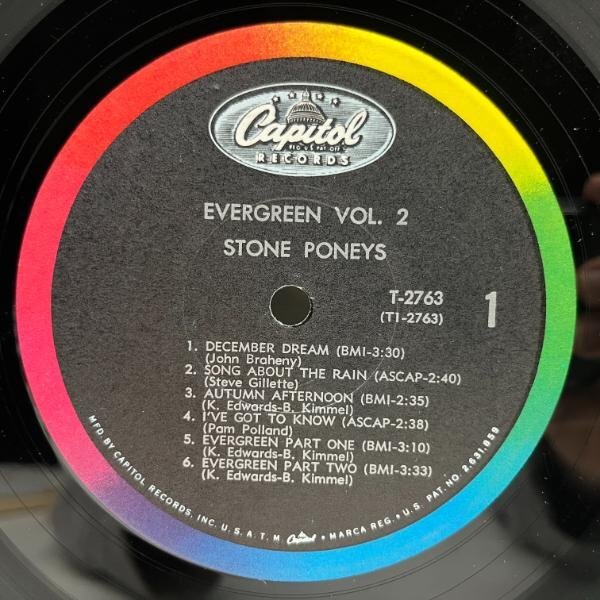 Capitol
REG. U.S. PAT. OFF.
RECORDS
EVERGREEN VOL. 2
STONE PONEYS
T-2763
(T1-2763)
1
1. DECEMBER DREAM (BMI-3:30)
(John Braheny)
2. SONG ABOUT THE RAIN (ASCAP-2:40)
(Steve Gillette)
3. AUTUMN AFTERNOON (BMI-2:35)
(K. Edwards-B. Kimmel)
4. I'VE GOT TO KNOW (ASCAP-2:38)
(Pam Polland)
5. EVERGREEN PART ONE (BMI-3:10)
(K. Edwards-B. Kimmel)
6. EVERGREEN PART TWO (BMI-3:33)
(K. Edwards-B. Kimmel)
MFD. BY CAPITOL RECORDS, INC. U.S.A. T.M. Capitol • MARCA REG. • U.S. PAT. NO. 2,631,859